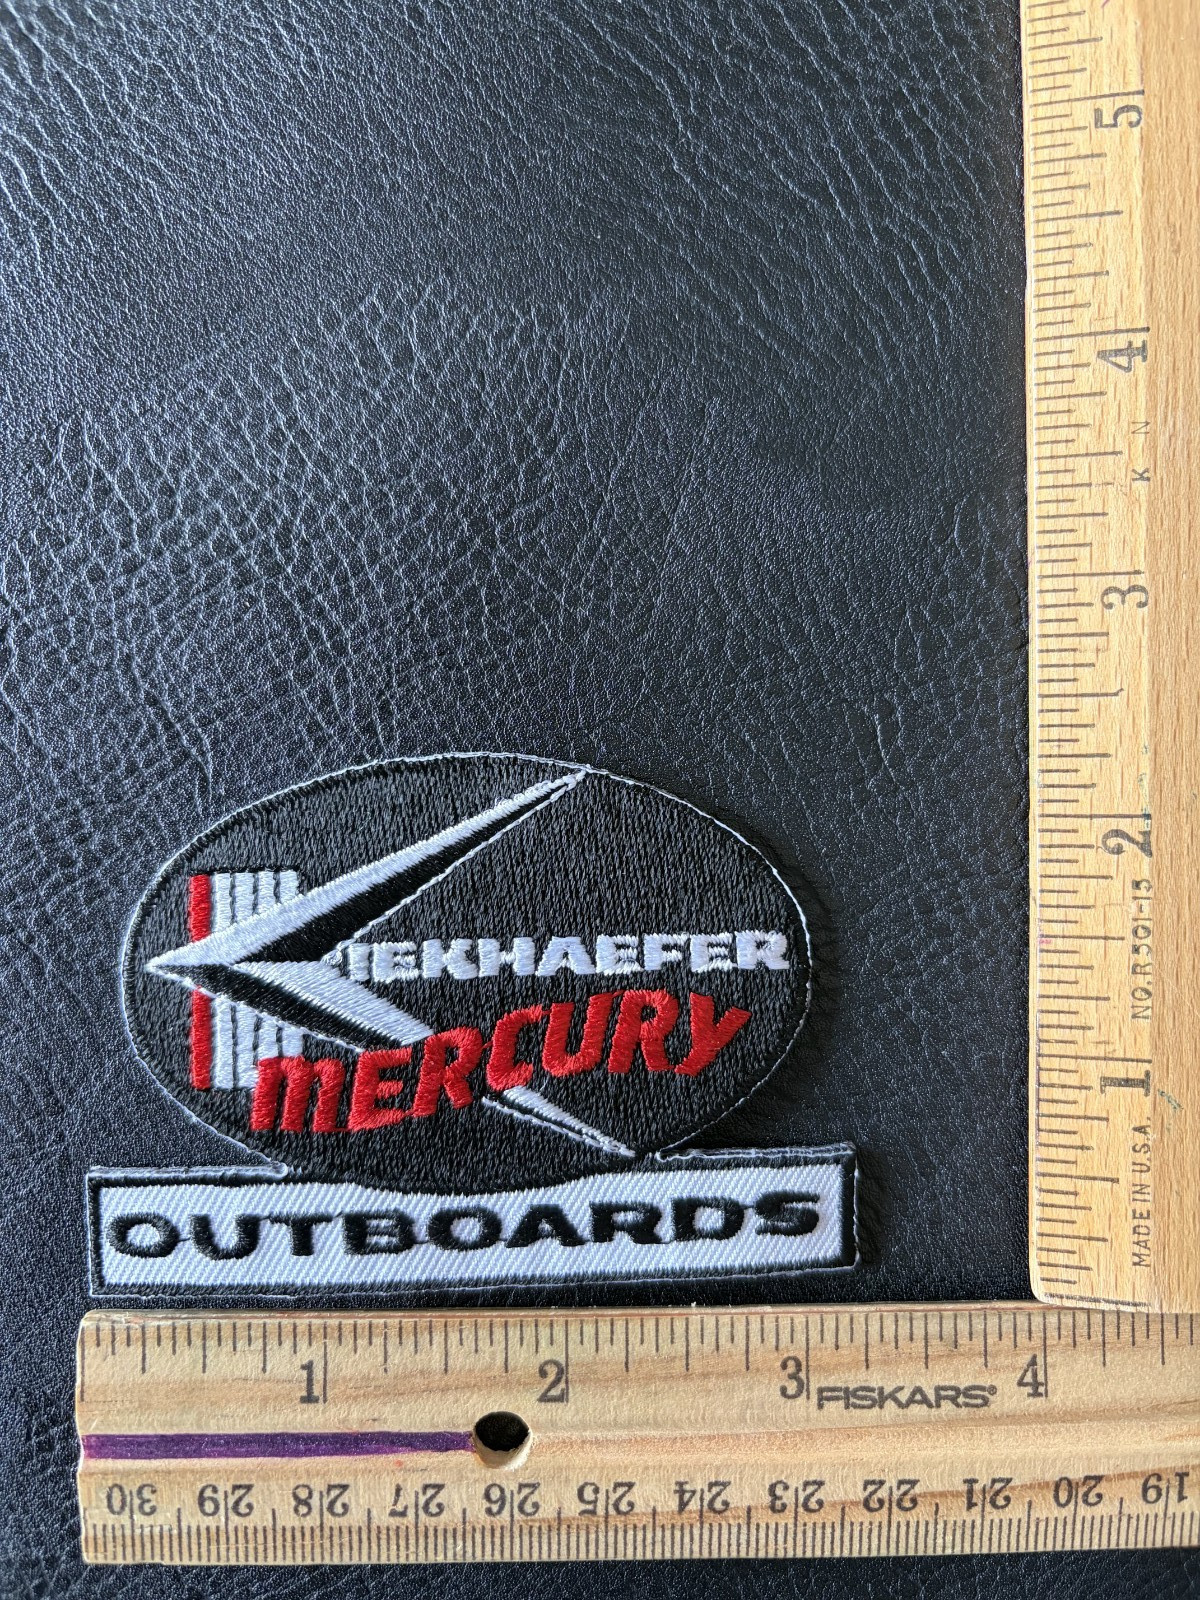 KIEKHAEFER
MERCURY
OUTBOARDS
1 2 3 4
FISKARS®
30 29 28 27 26 25 24 23 22 21 20 19
5
4
K N
3
2
NO.R501-15
1
MADE IN U.S.A.